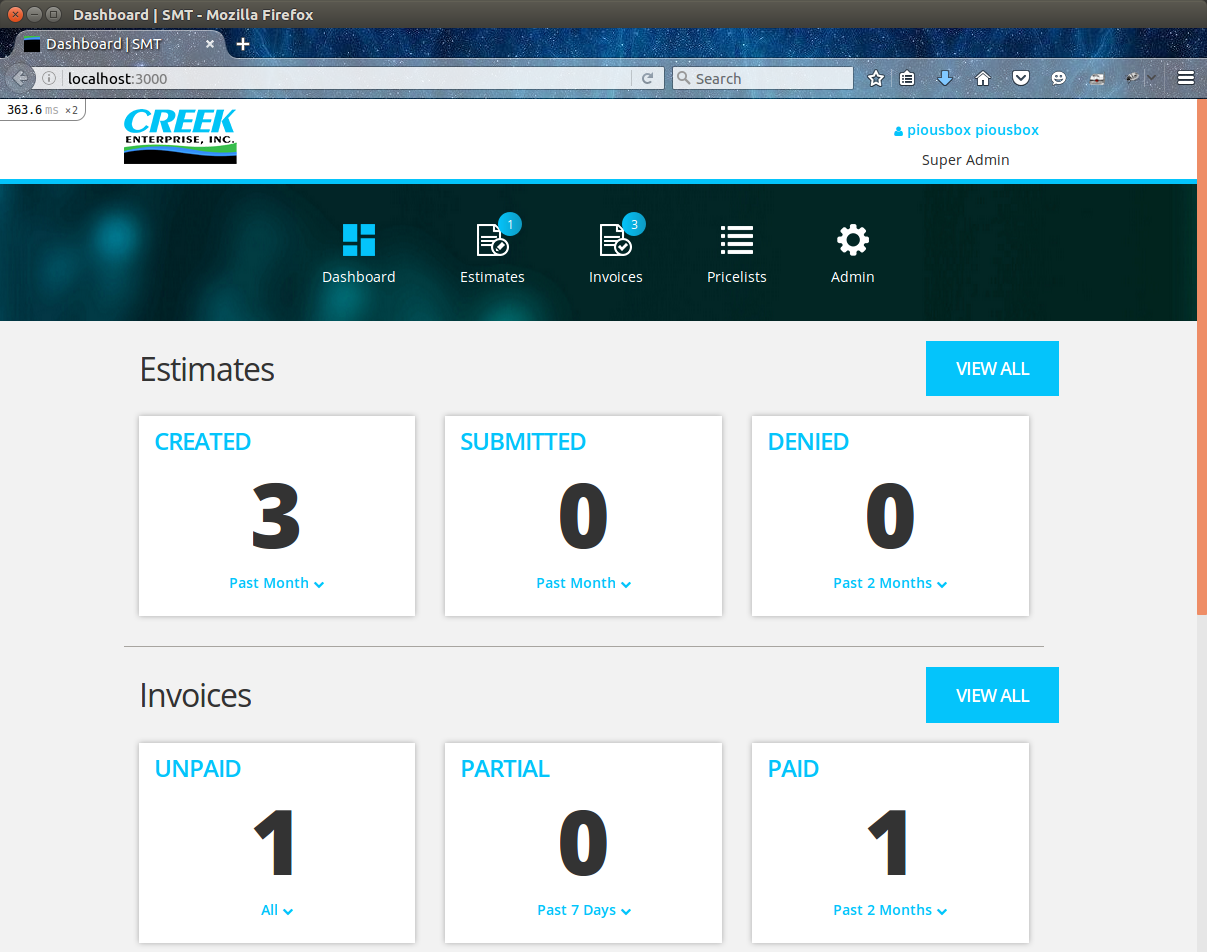 Dashboard | SMT - Mozilla Firefox
Dashboard | SMT
localhost:3000
Search
363.6 ms ×2
CREEK
ENTERPRISE, INC.
piousbox piousbox
Super Admin
1
3
Dashboard
Estimates
Invoices
Pricelists
Admin
Estimates
VIEW ALL
CREATED
SUBMITTED
DENIED
3
0
0
Past Month
Past Month
Past 2 Months
Invoices
VIEW ALL
UNPAID
PARTIAL
PAID
1
0
1
All
Past 7 Days
Past 2 Months